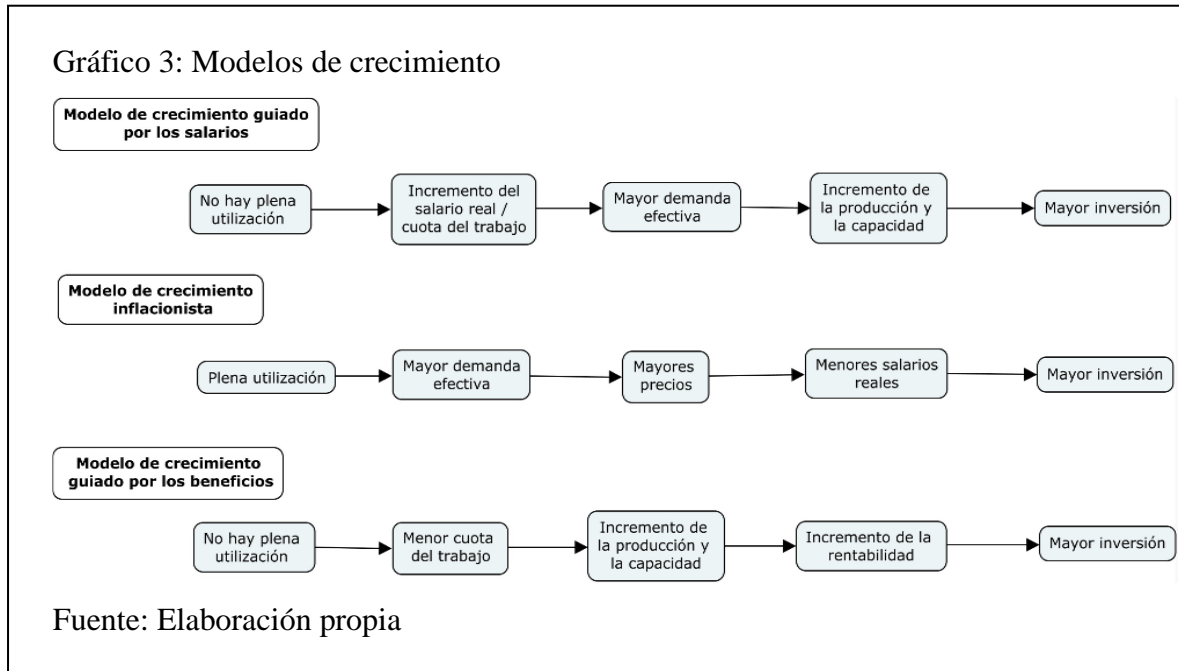 Gráfico 3: Modelos de crecimiento
Modelo de crecimiento guiado
por los salarios
No hay plena
utilización
Incremento del
salario real /
cuota del trabajo
Mayor demanda
efectiva
Incremento de
la producción y
la capacidad
Mayor inversión
Modelo de crecimiento
inflacionista
Plena utilización
Mayor demanda
efectiva
Mayores
precios
Menores salarios
reales
Mayor inversión
Modelo de crecimiento
guiado por los beneficios
No hay plena
utilización
Menor cuota
del trabajo
Incremento de
la producción y
la capacidad
Incremento de la
rentabilidad
Mayor inversión
Fuente: Elaboración propia